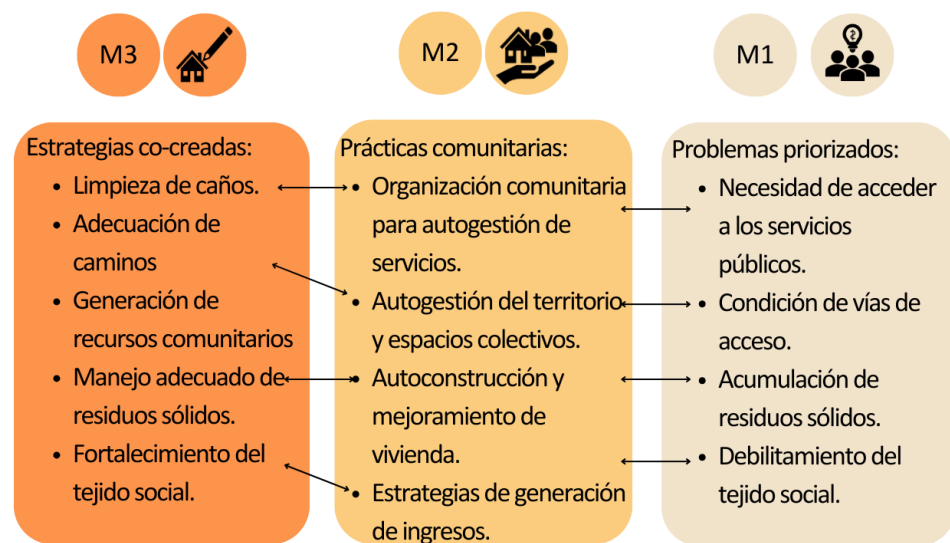 M3
M2
M1
Estrategias co-creadas:
• Limpieza de caños.
• Adecuación de
caminos
• Generación de
recursos comunitarios
• Manejo adecuado de
residuos sólidos.
• Fortalecimiento del
tejido social.
Prácticas comunitarias:
• Organización comunitaria
para autogestión de
servicios.
• Autogestión del territorio
y espacios colectivos.
• Autoconstrucción y
mejoramiento de
vivienda.
• Estrategias de generación
de ingresos.
Problemas priorizados:
• Necesidad de acceder
a los servicios
públicos.
• Condición de vías de
acceso.
• Acumulación de
residuos sólidos.
• Debilitamiento del
tejido social.